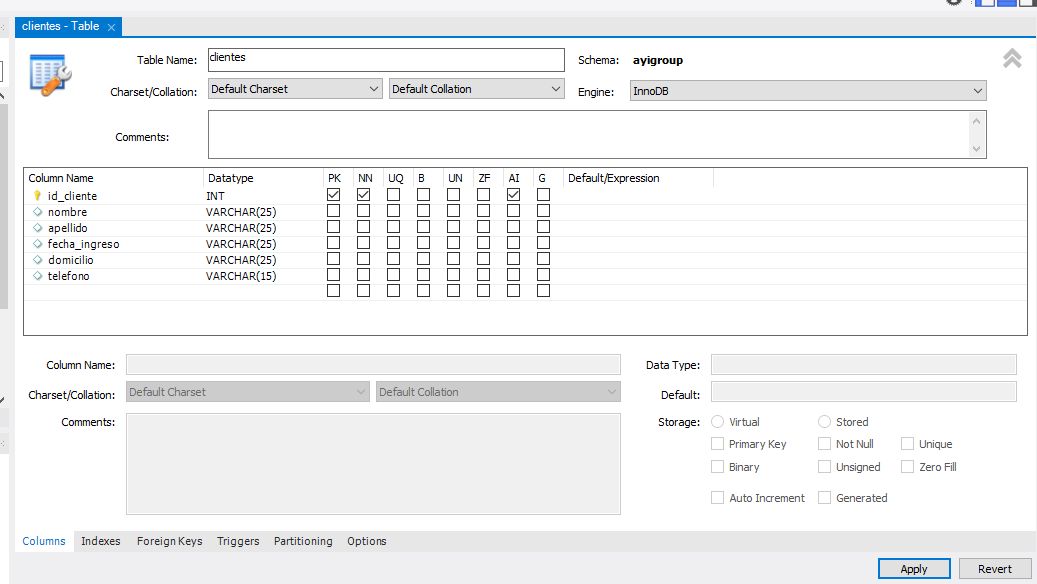 clientes - Table
Table Name: clientes Schema: ayigroup
Charset/Collation: Default Charset Default Collation Engine: InnoDB
Comments:
Column Name Datatype PK NN UQ B UN ZF AI G Default/Expression
id_cliente INT
nombre VARCHAR(25)
apellido VARCHAR(25)
fecha_ingreso VARCHAR(25)
domicilio VARCHAR(25)
telefono VARCHAR(15)
Column Name: Data Type:
Charset/Collation: Default Charset Default Collation Default:
Comments: Storage: Virtual Stored
Primary Key Not Null Unique
Binary Unsigned Zero Fill
Auto Increment Generated
Columns Indexes Foreign Keys Triggers Partitioning Options
Apply Revert